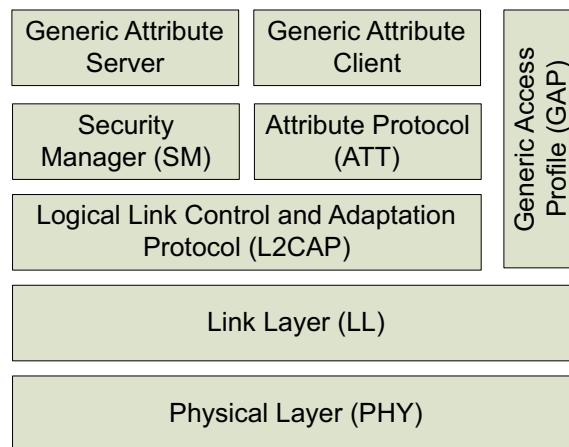 Generic Attribute
Server
Generic Attribute
Client
Generic Access
Profile (GAP)
Security
Manager (SM)
Attribute Protocol
(ATT)
Logical Link Control and Adaptation
Protocol (L2CAP)
Link Layer (LL)
Physical Layer (PHY)